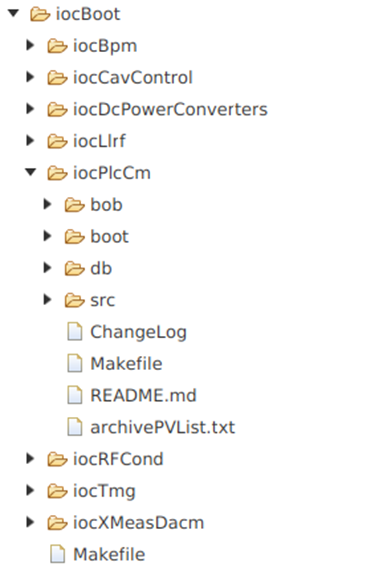 iocBoot
iocBpm
iocCavControl
iocDcPowerConverters
iocLlrf
iocPlcCm
bob
boot
db
src
ChangeLog
Makefile
README.md
archivePVList.txt
iocRFCond
iocTmg
iocXMeasDacm
Makefile